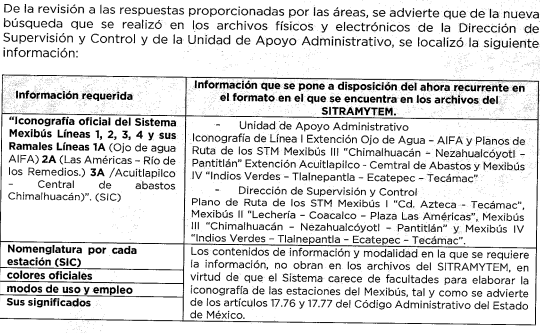 De la revisión a las respuestas proporcionadas por las áreas, se advierte que de la nueva
búsqueda que se realizó en los archivos físicos y electrónicos de la Dirección de
Supervisión y Control y de la Unidad de Apoyo Administrativo, se localizó la siguiente
información:
Información requerida
Información que se pone a disposición del ahora recurrente en
el formato en el que se encuentra en los archivos del
SITRAMYTEM.
"Iconografía oficial del Sistema
Mexibús Líneas 1, 2, 3, 4 y sus
Ramales Líneas 1A (Ojo de agua
AIFA) 2A (Las Américas – Río de
los Remedios.) 3A /Acuitlapilco
- Central de abastos
Chimalhuacán)". (SIC)
- Unidad de Apoyo Administrativo
Iconografía de Línea I Extención Ojo de Agua - AIFA y Planos de
Ruta de los STM Mexibús III "Chimalhuacán - Nezahualcóyotl –
Pantitlán" Extención Acuitlapilco - Cemtral de Abastos y Mexibús
IV "Indios Verdes – Tlalnepantla - Ecatepec – Tecámac"
- Dirección de Supervisión y Control
Plano de Ruta de los STM Mexibús I "Cd. Azteca - Tecámac",
Mexibús II "Lechería - Coacalco - Plaza Las Américas", Mexibús
III "Chimalhuacán – Nezahualcóyotl - Pantitlán" y Mexibús IV
"Indios Verdes – Tlalnepantla – Ecatepec – Tecámac".
Nomenclatura por cada
estación (SIC)
colores oficiales
modos de uso y empleo
Sus significados
Los contenidos de información y modalidad en la que se requiere
la información, no obran en los archivos del SITRAMYTEM, en
virtud de que el Sistema carece de facultades para elaborar la
iconografía de las estaciones del Mexibús, tal y como se advierte
de los artículos 17.76 y 17.77 del Código Administrativo del Estado
de México.